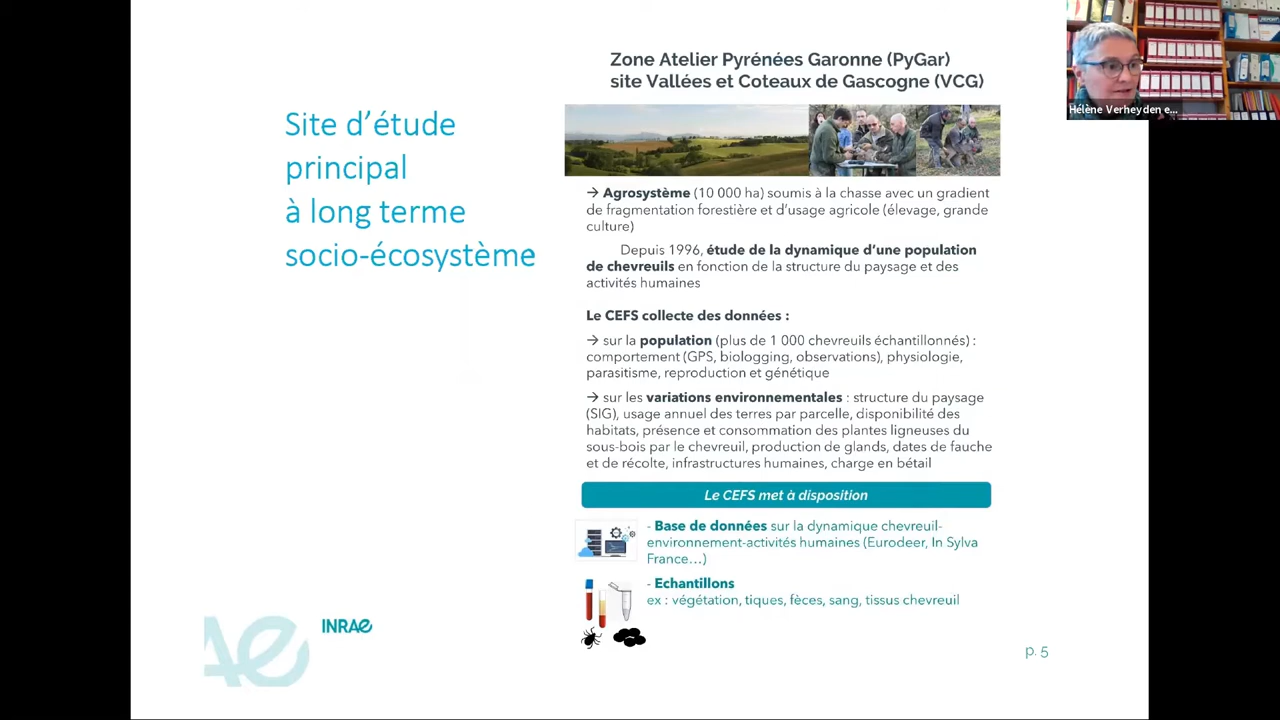 Zone Atelier Pyrénées Garonne (PyGar)
site Vallées et Coteaux de Gascogne (VCG)
Site d'étude
principal
à long terme
socio-écosystème
→ Agrosystème (10 000 ha) soumis à la chasse avec un gradient
de fragmentation forestière et d'usage agricole (élevage, grande
culture)
Depuis 1996, étude de la dynamique d'une population
de chevreuils en fonction de la structure du paysage et des
activités humaines
Le CEFS collecte des données :
→ sur la population (plus de 1 000 chevreuils échantillonnés) :
comportement (GPS, biologging, observations), physiologie,
parasitisme, reproduction et génétique
→ sur les variations environnementales : structure du paysage
(SIG), usage annuel des terres par parcelle, disponibilité des
habitats, présence et consommation des plantes ligneuses du
sous-bois par le chevreuil, production de glands, dates de fauche
et de récolte, infrastructures humaines, charge en bétail
Le CEFS met à disposition
- Base de données sur la dynamique chevreuil-
environnement-activités humaines (Eurodeer, In Sylva
France…)
- Echantillons
ex : végétation, tiques, fèces, sang, tissus chevreuil
INRAE
p. 5
Hélène Verheyden e...